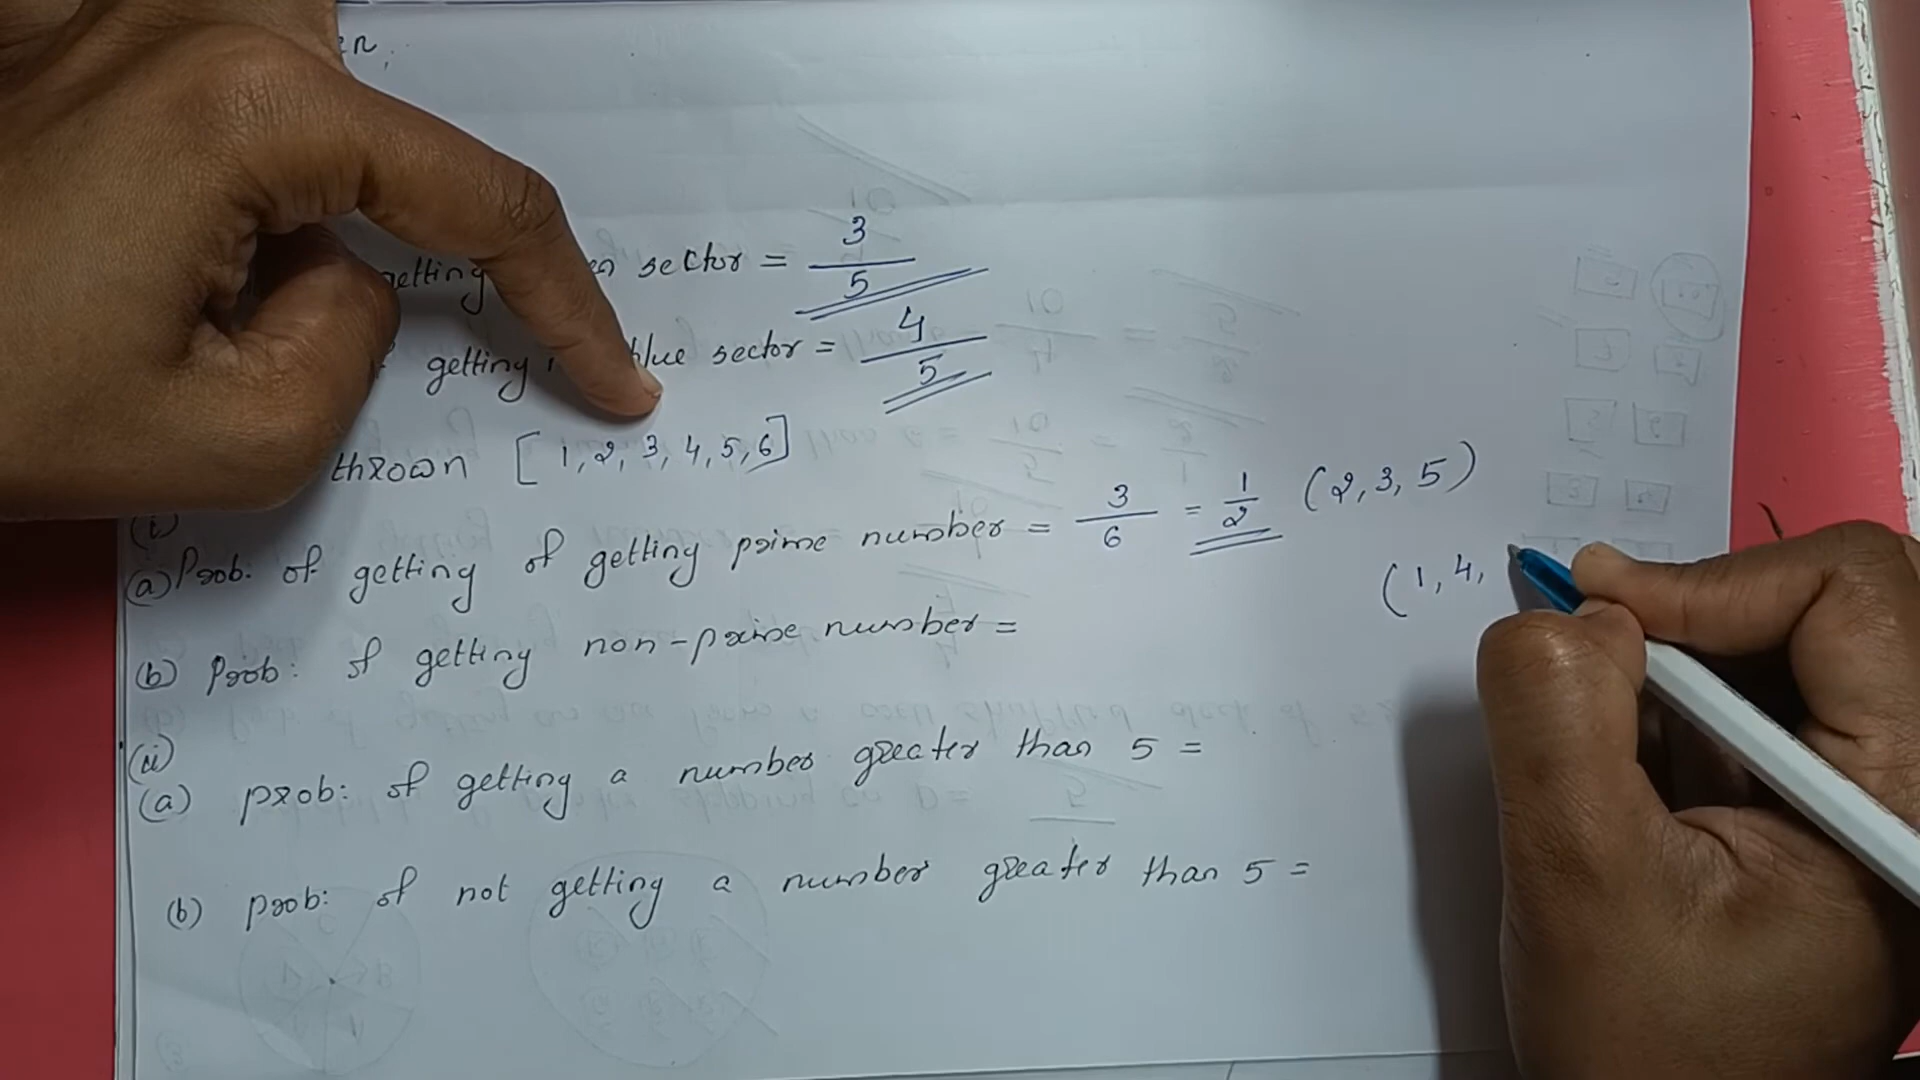 getting sector = 3/5
getting blue sector = 4/5
thrown [1, 2, 3, 4, 5, 6]
(i)
(a) Prob. of getting of getting prime number = 3/6 = 1/2 (2, 3, 5)
(1, 4,
(b) Prob: of getting non-prime number =
(ii)
(a) prob: of getting a number greater than 5 =
(b) prob: of not getting a number greater than 5 =